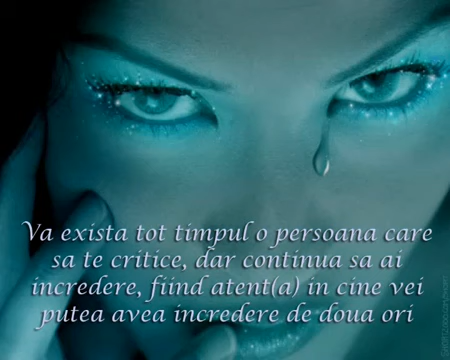 Va exista tot timpul o persoana care
sa te critice, dar continua sa ai
incredere, fiind atent(a) in cine vei
putea avea incredere de doua ori